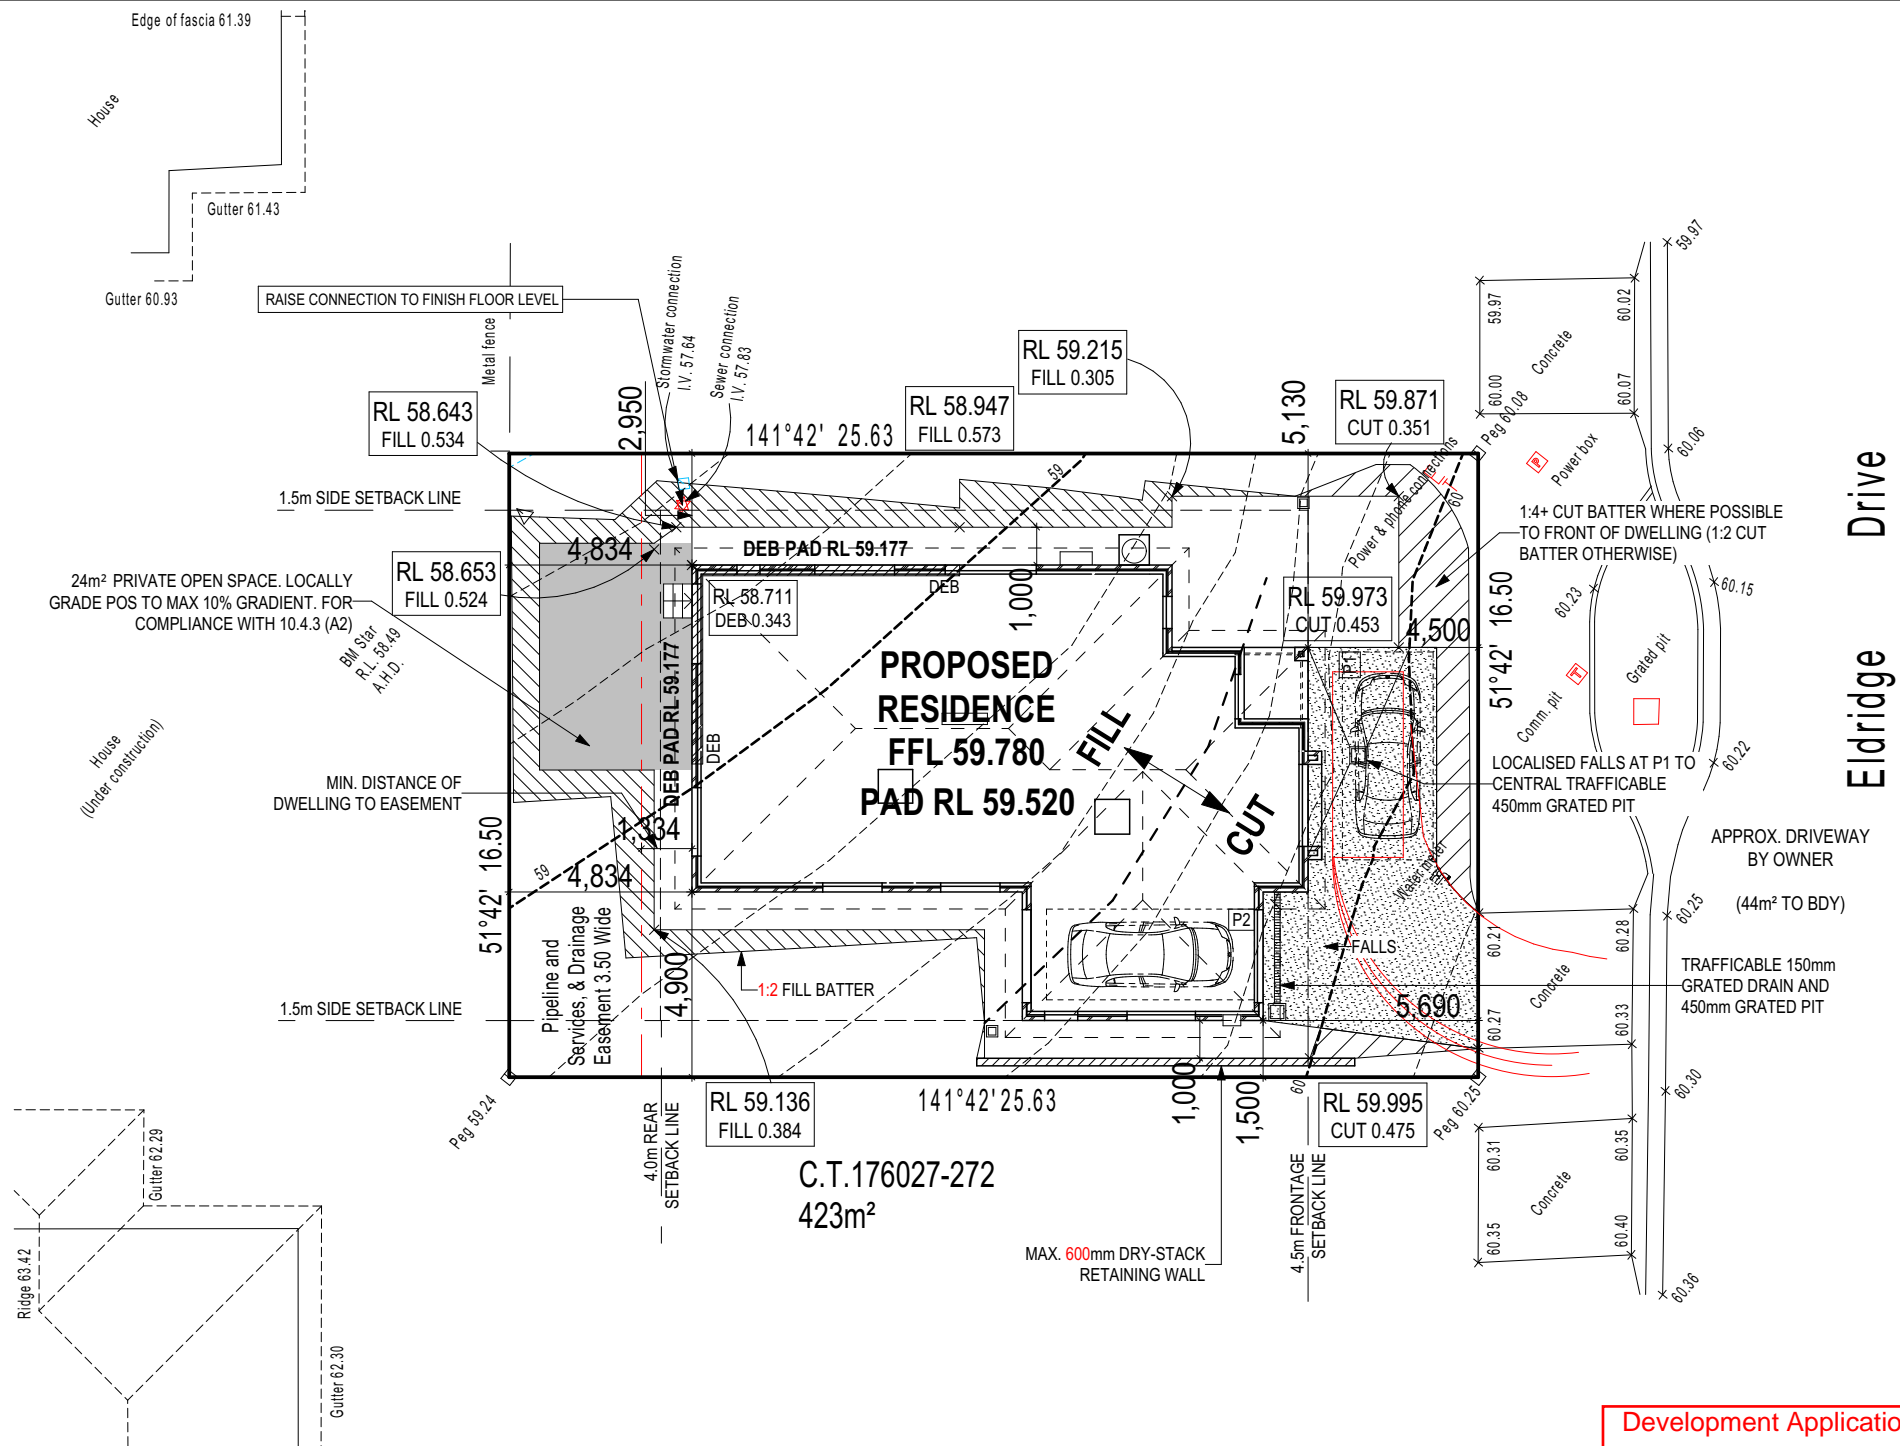 Edge of fascia 61.39
House
Gutter 61.43
Gutter 60.93
RAISE CONNECTION TO FINISH FLOOR LEVEL
Metal fence
Stormwater connection
I.V. 57.64
Sewer connection
I.V. 57.83
RL 58.643
FILL 0.534
2,950
141°42' 25.63
RL 58.947
FILL 0.573
RL 59.215
FILL 0.305
5,130
RL 59.871
CUT 0.351
Peg 60.08
59.97
60.02
60.00
60.07
Concrete
59.97
60.06
Power box
P
Power & phone connections
60
59
1.5m SIDE SETBACK LINE
4,834
DEB PAD RL 59.177
RL 58.653
FILL 0.524
24m² PRIVATE OPEN SPACE. LOCALLY
GRADE POS TO MAX 10% GRADIENT. FOR
COMPLIANCE WITH 10.4.3 (A2)
BM Star
R.L. 58.49
A.H.D.
RL 58.711
DEB 0.343
DEB
1,000
RL 59.973
CUT 0.453
4,500
1:4+ CUT BATTER WHERE POSSIBLE
TO FRONT OF DWELLING (1:2 CUT
BATTER OTHERWISE)
51°42' 16.50
60.23
60.15
Grated pit
Comm. pit
T
60.22
Eldridge Drive
House
(Under construction)
DEB PAD RL 59.177
DEB
PROPOSED
RESIDENCE
FFL 59.780
PAD RL 59.520
FILL
CUT
P1
LOCALISED FALLS AT P1 TO
CENTRAL TRAFFICABLE
450mm GRATED PIT
MIN. DISTANCE OF
DWELLING TO EASEMENT
1,334
4,834
59
51°42' 16.50
Water meter
APPROX. DRIVEWAY
BY OWNER
(44m² TO BDY)
60.25
60.21
60.28
Concrete
60.27
60.33
P2
FALLS
TRAFFICABLE 150mm
GRATED DRAIN AND
450mm GRATED PIT
5,690
Pipeline and
Services, & Drainage
Easement 3.50 Wide
4,900
1:2 FILL BATTER
1.5m SIDE SETBACK LINE
60.30
Peg 59.24
RL 59.136
FILL 0.384
4.0m REAR
SETBACK LINE
141°42' 25.63
1,000
1,500
60
RL 59.995
CUT 0.475
Peg 60.25
60.31
60.35
Concrete
60.35
60.40
60.36
C.T.176027-272
423m²
MAX. 600mm DRY-STACK
RETAINING WALL
4.5m FRONTAGE
SETBACK LINE
Gutter 62.29
Ridge 63.42
Gutter 62.30
Development Applicatio